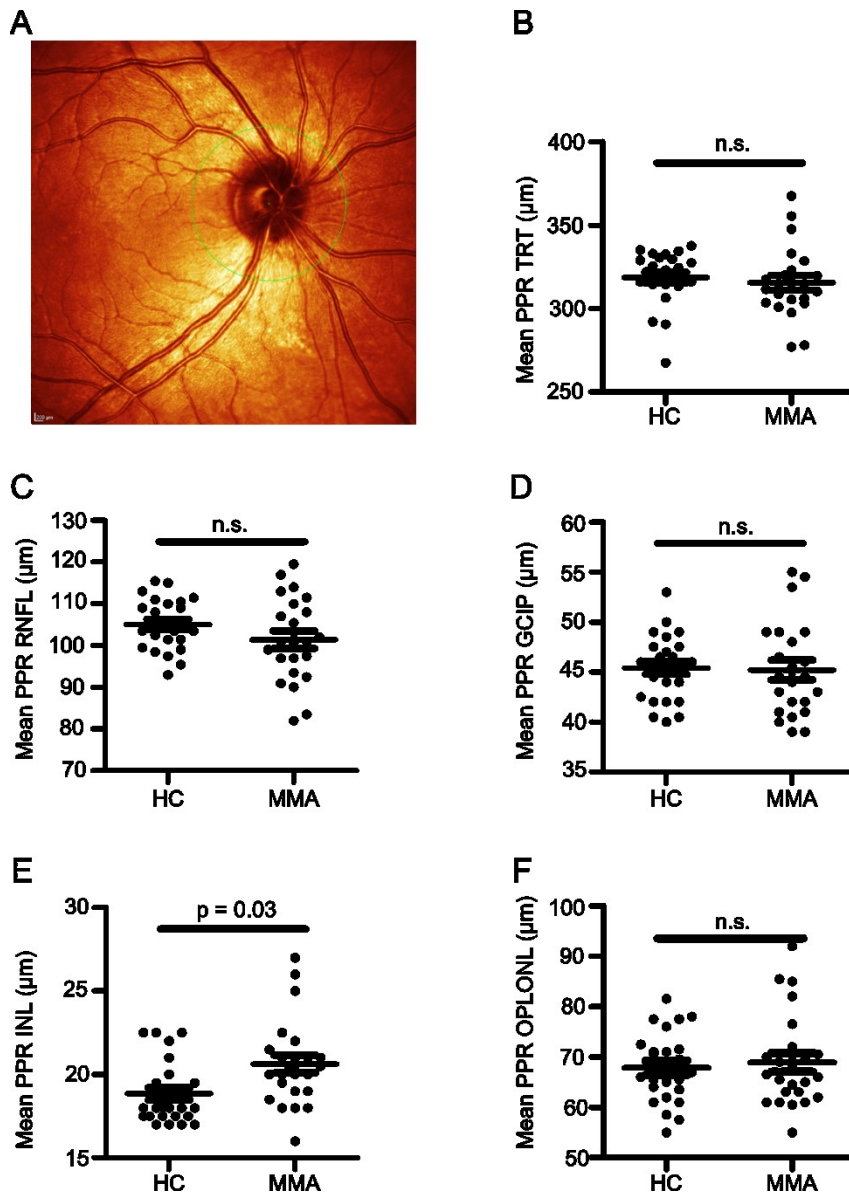 A
200 µm
B
Mean PPR TRT (µm)
400
350
300
250
n.s.
HC MMA
C
Mean PPR RNFL (µm)
130
120
110
100
90
80
70
n.s.
HC MMA
D
Mean PPR GCIP (µm)
60
55
50
45
40
35
n.s.
HC MMA
E
Mean PPR INL (µm)
30
25
20
15
p = 0.03
HC MMA
F
Mean PPR OPLONL (µm)
100
90
80
70
60
50
n.s.
HC MMA